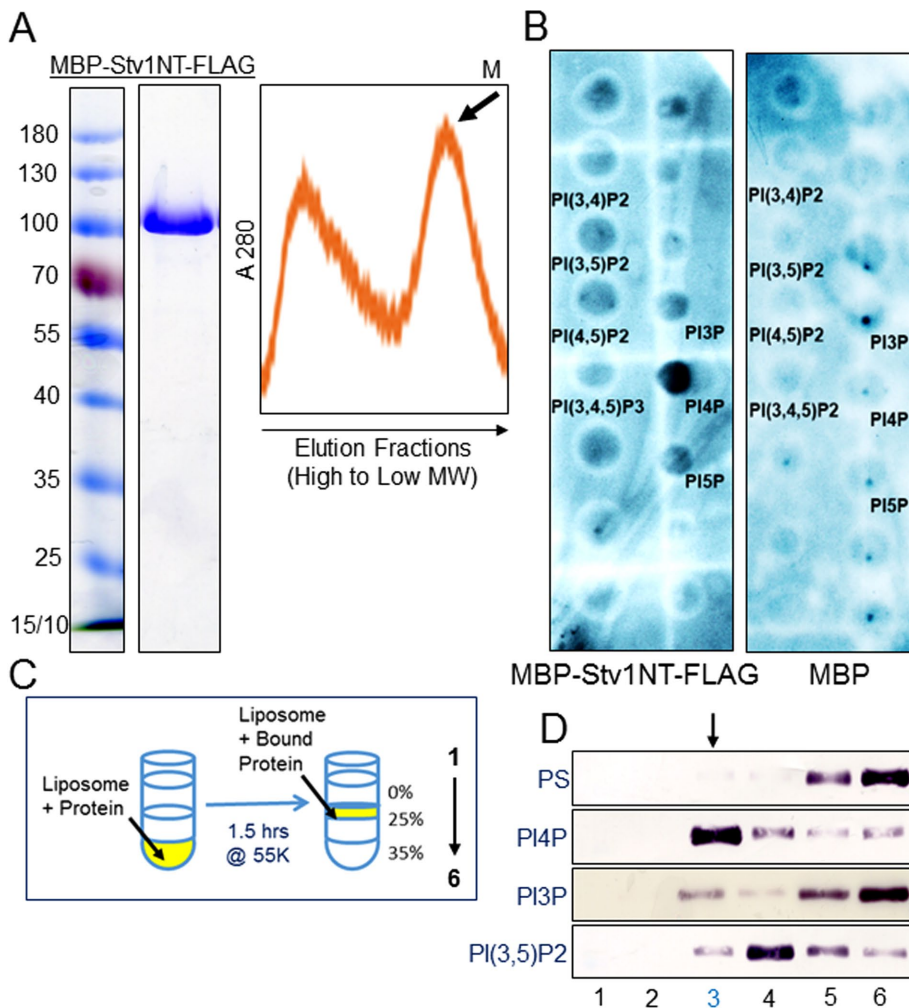 A
MBP-Stv1NT-FLAG
180
130
100
70
55
40
35
25
15/10
M
A 280
Elution Fractions
(High to Low MW)
B
PI(3,4)P2
PI(3,5)P2
PI(4,5)P2
PI(3,4,5)P3
PI3P
PI4P
PI5P
MBP-Stv1NT-FLAG
PI(3,4)P2
PI(3,5)P2
PI(4,5)P2
PI(3,4,5)P2
PI3P
PI4P
PI5P
MBP
C
Liposome
+ Protein
1.5 hrs
@ 55K
Liposome
+ Bound
Protein
0%
25%
35%
1
6
D
PS
PI4P
PI3P
PI(3,5)P2
1 2 3 4 5 6